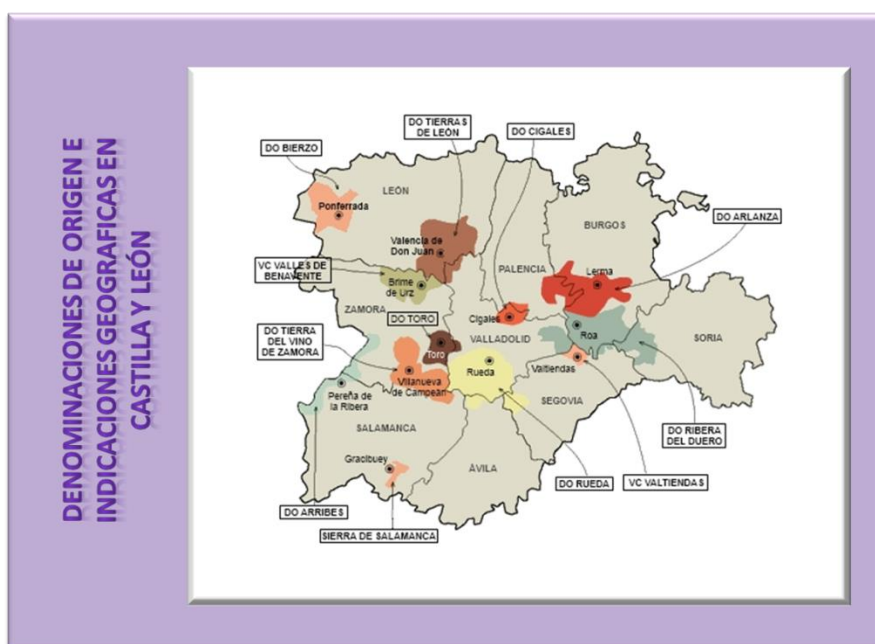 DENOMINACIONES DE ORIGEN E
INDICACIONES GEOGRAFICAS EN
CASTILLA Y LEÓN
DO TIERRAS
DE LEÓN
DO CIGALES
DO BIERZO
LEÓN
Ponferrada
BURGOS
DO ARLANZA
Valencia de
Don Juan
PALENCIA
VC VALLES DE
BENAVENTE
Brime
de Urz
Lerma
ZAMORA
DO TORO
Cigales
DO TIERRA
DEL VINO
DE ZAMORA
VALLADOLID
Roa
SORIA
Toro
Rueda
Valtiendas
Villanueva
de Campeán
Pereña de
la Ribera
SEGOVIA
SALAMANCA
DO RIBERA
DEL DUERO
Gracibuey
ÁVILA
DO RUEDA
VC VALTIENDAS
DO ARRIBES
SIERRA DE SALAMANCA